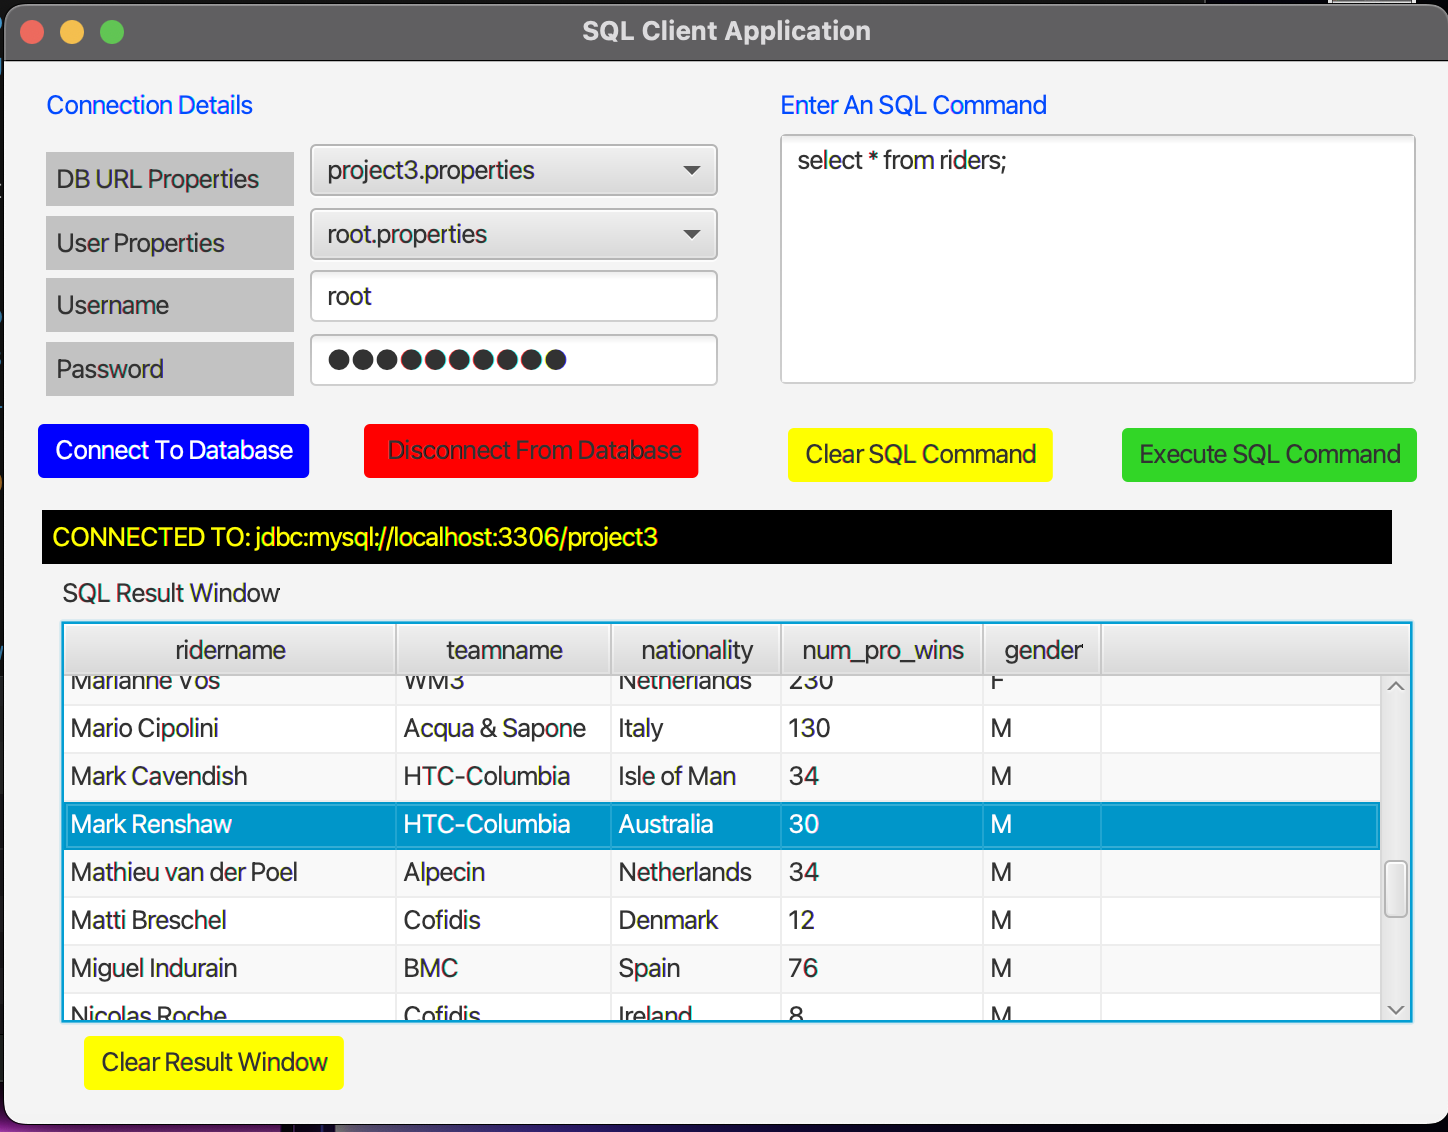 SQL Client Application
Connection Details
DB URL Properties project3.properties
User Properties root.properties
Username root
Password ●●●●●●●●●●
Enter An SQL Command
select * from riders;
Connect To Database Disconnect From Database Clear SQL Command Execute SQL Command
CONNECTED TO: jdbc:mysql://localhost:3306/project3
SQL Result Window
ridername teamname nationality num_pro_wins gender
Marianne Vos WM3 Netherlands 230 F
Mario Cipolini Acqua & Sapone Italy 130 M
Mark Cavendish HTC-Columbia Isle of Man 34 M
Mark Renshaw HTC-Columbia Australia 30 M
Mathieu van der Poel Alpecin Netherlands 34 M
Matti Breschel Cofidis Denmark 12 M
Miguel Indurain BMC Spain 76 M
Nicolas Roche Cofidis Ireland 8 M
Clear Result Window